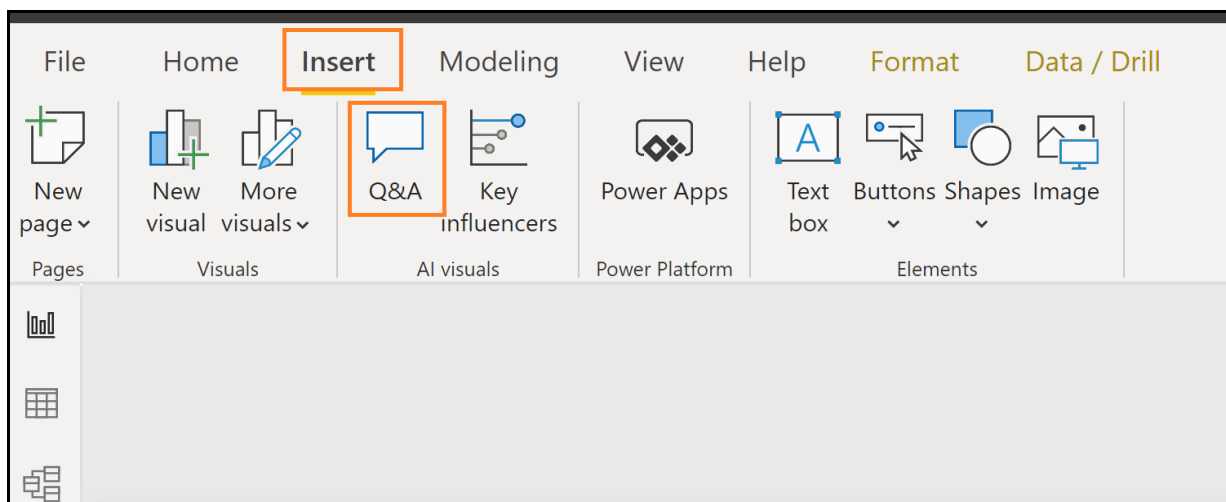 File Home Insert Modeling View Help Format Data / Drill
New page
New visual
More visuals
Q&A
Key influencers
Power Apps
Text box
A
Buttons
Shapes
Image
Pages
Visuals
AI visuals
Power Platform
Elements